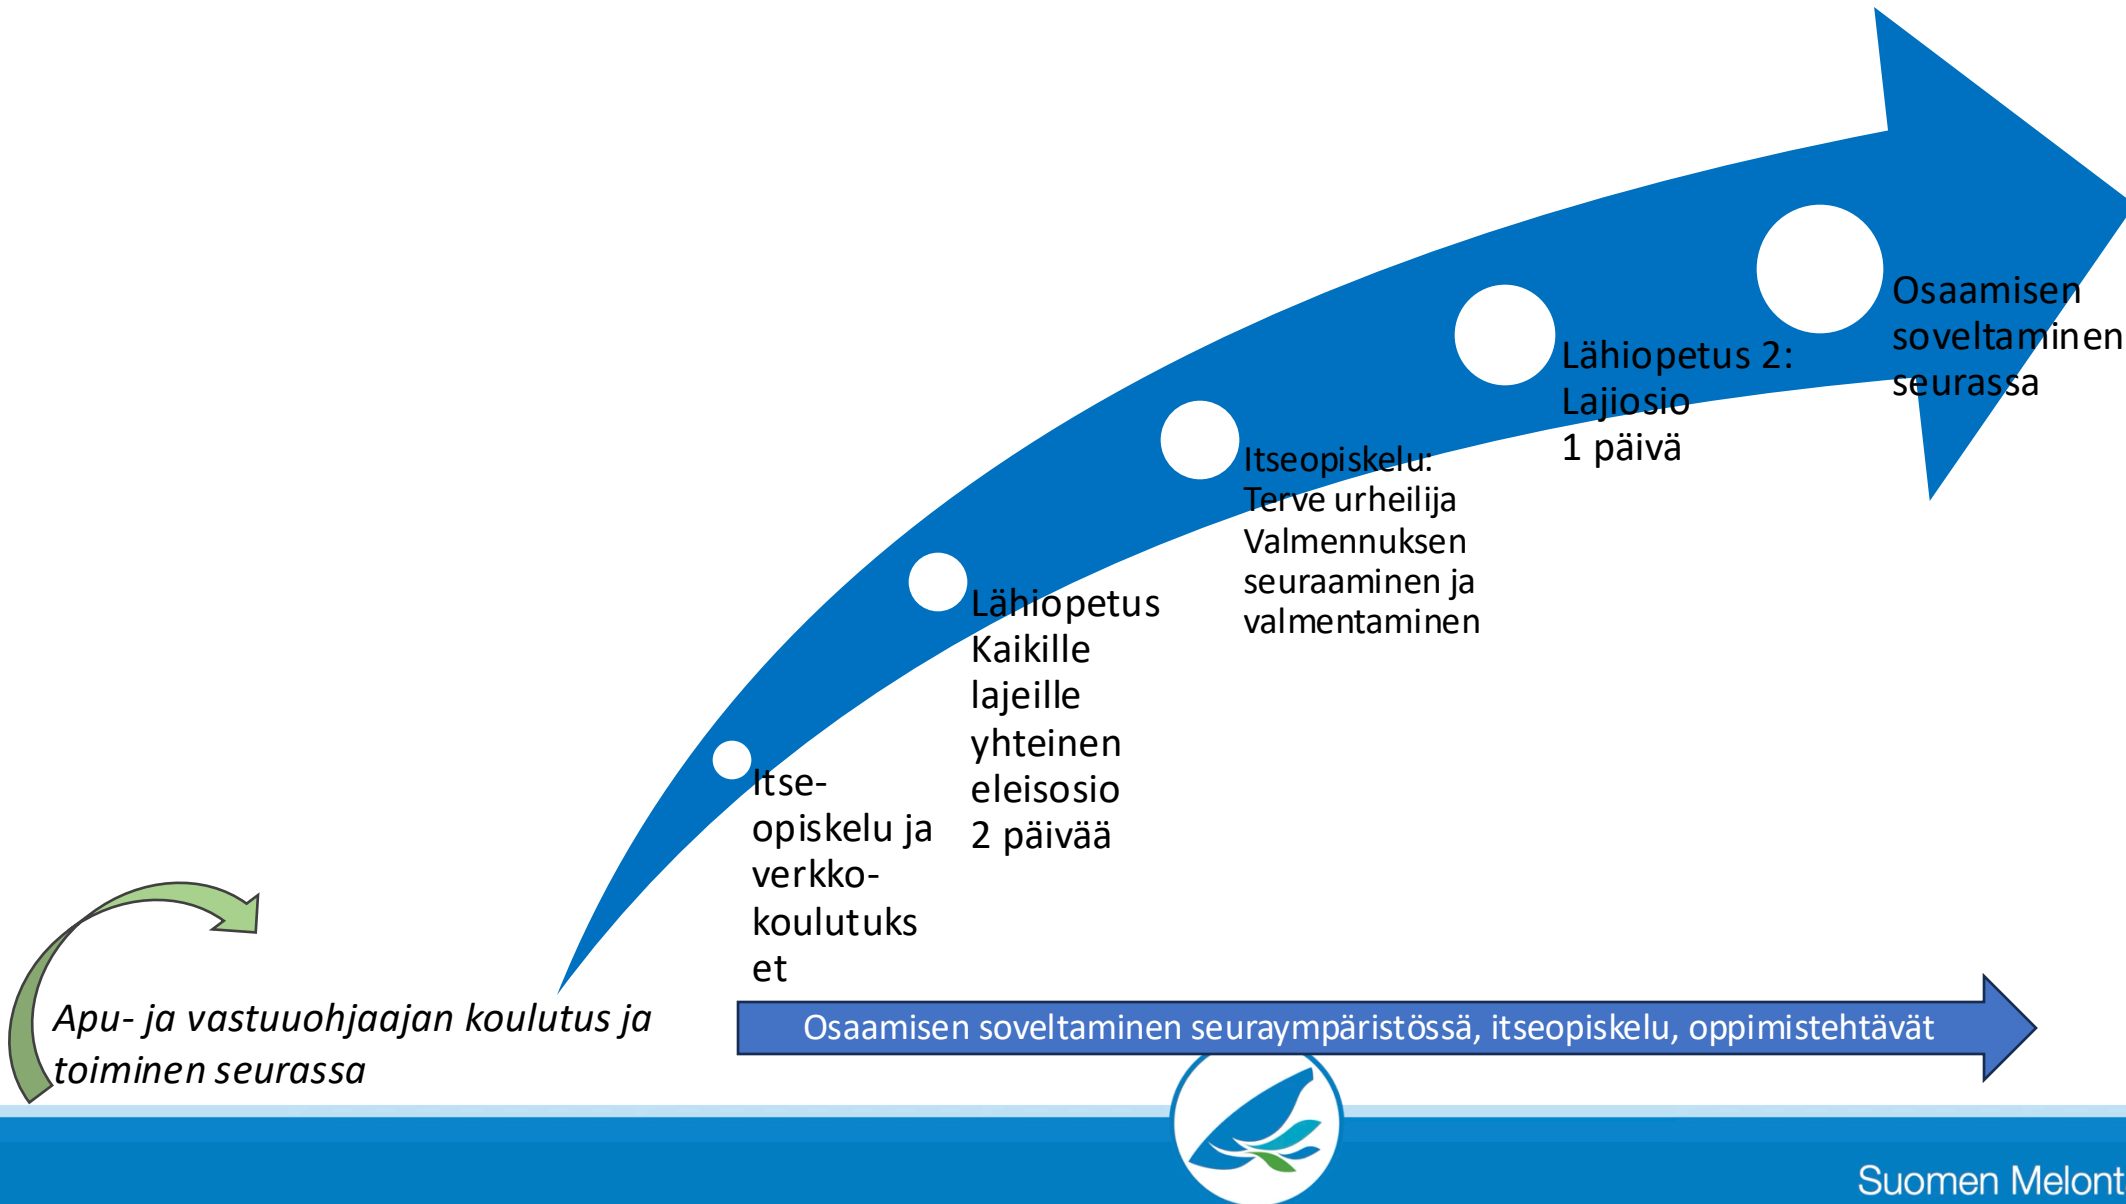 Osaamisen
soveltaminen
seurassa
Lähiopetus 2:
Lajiosio
1 päivä
Itseopiskelu:
Terve urheilija
Valmennuksen
seuraaminen ja
valmentaminen
Lähiopetus
Kaikille
lajeille
yhteinen
eleisosio
2 päivää
Itse-
opiskelu ja
verkko-
koulutuks
et
Apu- ja vastuuohjaajan koulutus ja
toiminen seurassa
Osaamisen soveltaminen seuraympäristössä, itseopiskelu, oppimistehtävät
Suomen Melont